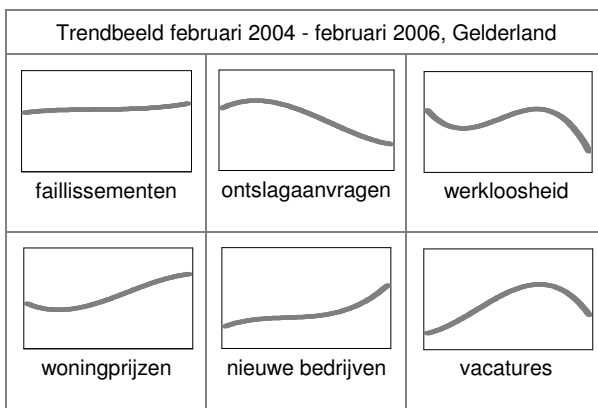 Trendbeeld februari 2004 - februari 2006, Gelderland
faillissementen
ontslagaanvragen
werkloosheid
woningprijzen
nieuwe bedrijven
vacatures